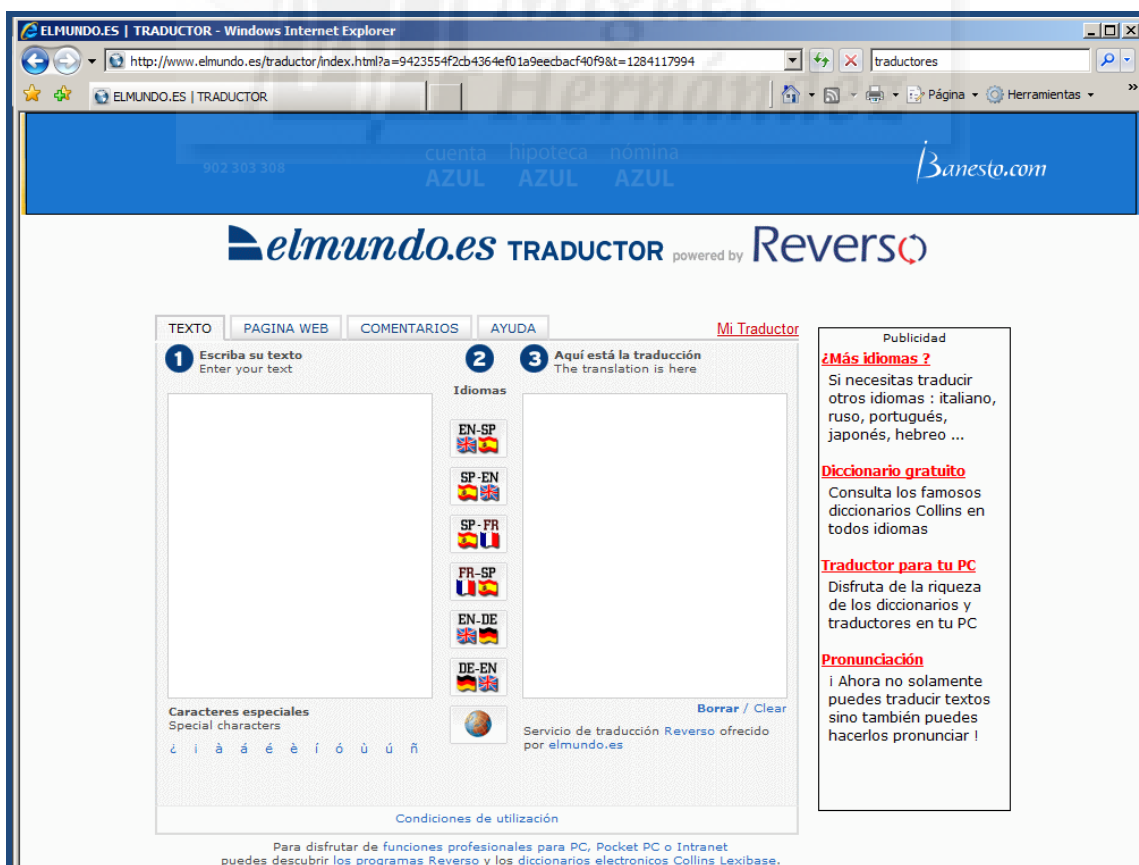 ELMUNDO.ES | TRADUCTOR - Windows Internet Explorer
http://www.elmundo.es/traductor/index.html?a=9423554f2cb4364ef01a9eecbacf40f9&t=1284117994
traductores
ELMUNDO.ES | TRADUCTOR
Página
Herramientas
»
Hernández
902 303 308
cuenta hipoteca nómina
AZUL AZUL AZUL
Banesto.com
elmundo.es TRADUCTOR powered by Reverso
TEXTO PAGINA WEB COMENTARIOS AYUDA Mi Traductor
1 Escriba su texto
Enter your text
2
Idiomas
EN-SP
SP-EN
SP-FR
FR-SP
EN-DE
DE-EN
3 Aquí está la traducción
The translation is here
Caracteres especiales
Special characters
¿ i à á é è í ó ù ú ñ
Borrar / Clear
Servicio de traducción Reverso ofrecido
por elmundo.es
Publicidad
¿Más idiomas ?
Si necesitas traducir
otros idiomas : italiano,
ruso, portugués,
japonés, hebreo ...
Diccionario gratuito
Consulta los famosos
diccionarios Collins en
todos idiomas
Traductor para tu PC
Disfruta de la riqueza
de los diccionarios y
traductores en tu PC
Pronunciación
¡ Ahora no solamente
puedes traducir textos
sino también puedes
hacerlos pronunciar !
Condiciones de utilización
Para disfrutar de funciones profesionales para PC, Pocket PC o Intranet
puedes descubrir los programas Reverso y los diccionarios electronicos Collins Lexibase.